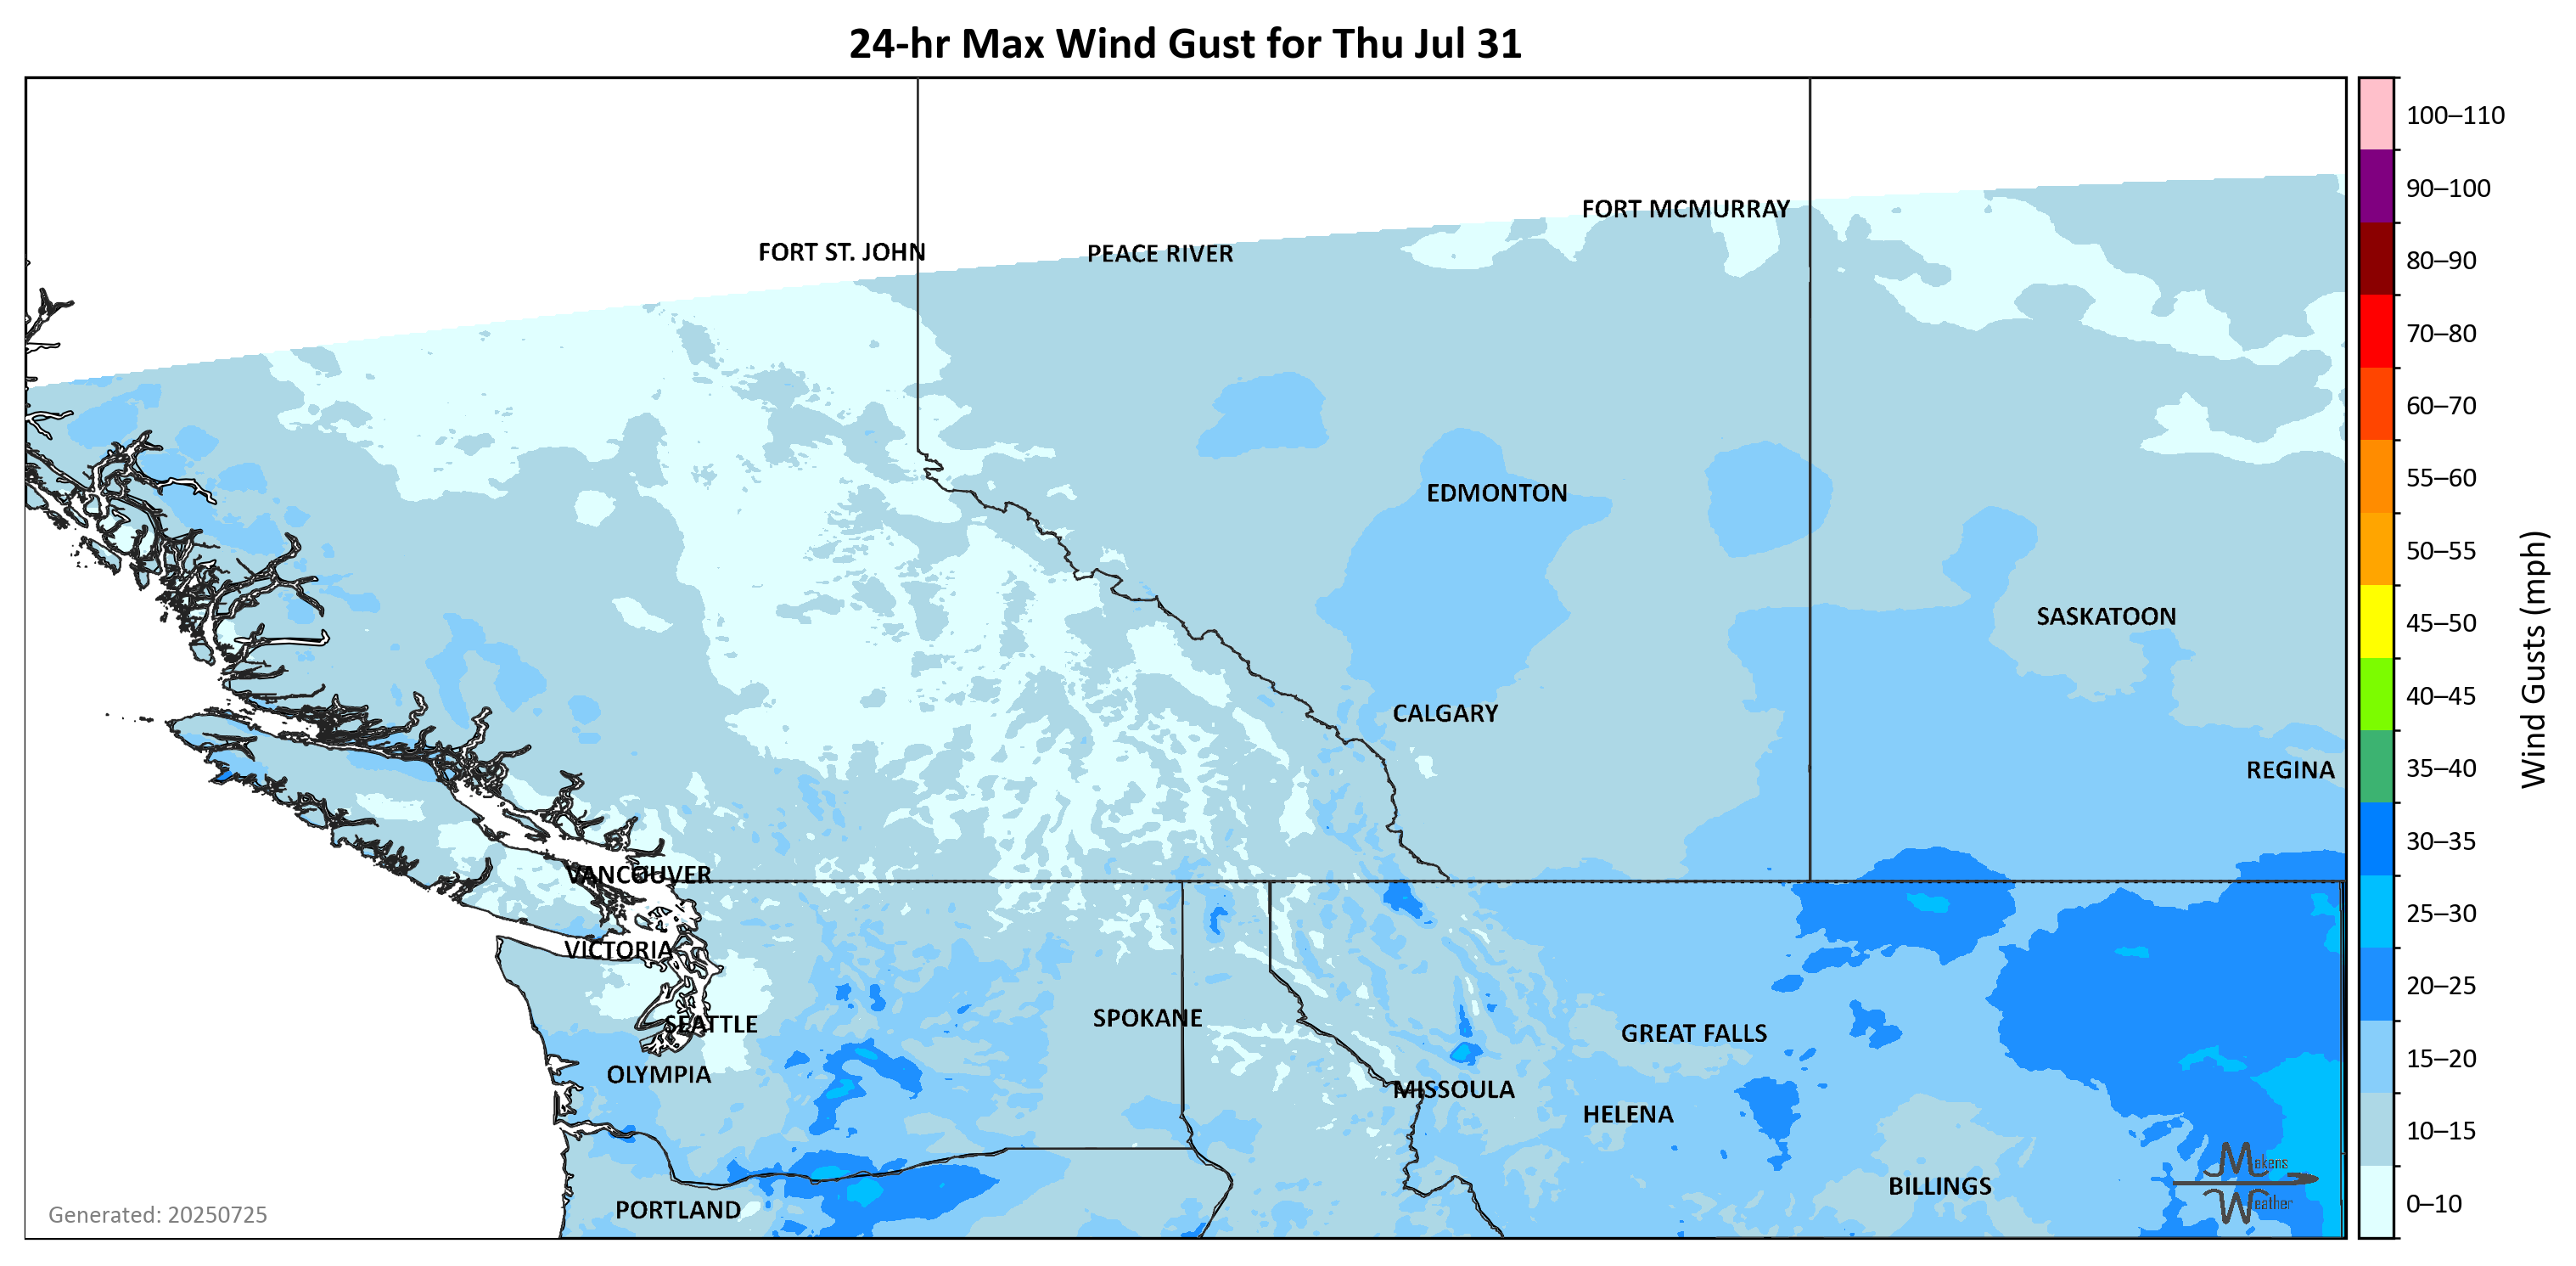 24-hr Max Wind Gust for Thu Jul 31
FORT MCMURRAY
FORT ST. JOHN
PEACE RIVER
EDMONTON
SASKATOON
CALGARY
REGINA
VANCOUVER
VICTORIA
SPOKANE
SEATTLE
GREAT FALLS
OLYMPIA
MISSOULA
HELENA
BILLINGS
PORTLAND
Makens
Weather
Generated: 20250725
100–110
90–100
80–90
70–80
60–70
55–60
50–55
45–50
40–45
35–40
30–35
25–30
20–25
15–20
10–15
0–10
Wind Gusts (mph)